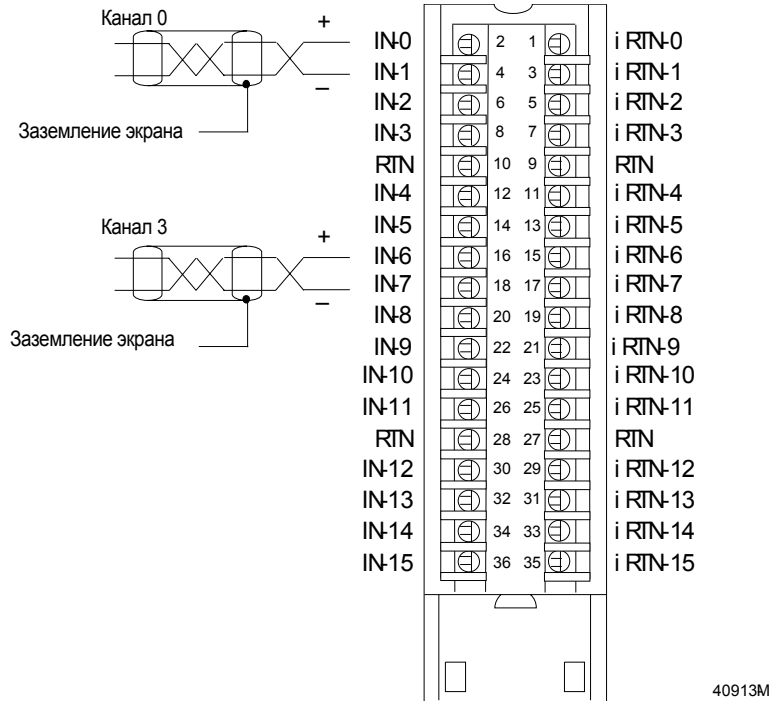 Канал 0
+
–
Заземление экрана
Канал 3
+
–
Заземление экрана
IN-0 2 1 i RTN-0
IN-1 4 3 i RTN-1
IN-2 6 5 i RTN-2
IN-3 8 7 i RTN-3
RTN 10 9 RTN
IN-4 12 11 i RTN-4
IN-5 14 13 i RTN-5
IN-6 16 15 i RTN-6
IN-7 18 17 i RTN-7
IN-8 20 19 i RTN-8
IN-9 22 21 i RTN-9
IN-10 24 23 i RTN-10
IN-11 26 25 i RTN-11
RTN 28 27 RTN
IN-12 30 29 i RTN-12
IN-13 32 31 i RTN-13
IN-14 34 33 i RTN-14
IN-15 36 35 i RTN-15
40913M